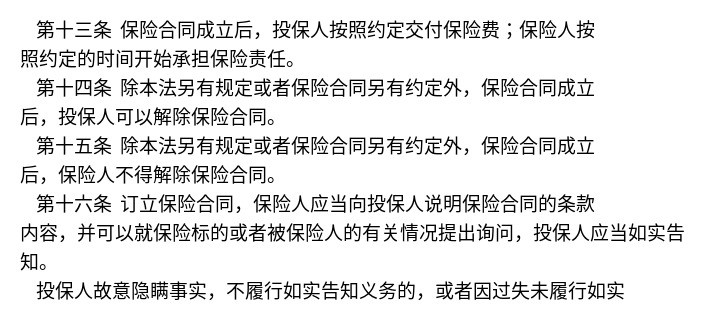 第十三条 保险合同成立后，投保人按照约定交付保险费；保险人按
照约定的时间开始承担保险责任。
第十四条 除本法另有规定或者保险合同另有约定外，保险合同成立
后，投保人可以解除保险合同。
第十五条 除本法另有规定或者保险合同另有约定外，保险合同成立
后，保险人不得解除保险合同。
第十六条 订立保险合同，保险人应当向投保人说明保险合同的条款
内容，并可以就保险标的或者被保险人的有关情况提出询问，投保人应当如实告
知。
投保人故意隐瞒事实，不履行如实告知义务的，或者因过失未履行如实